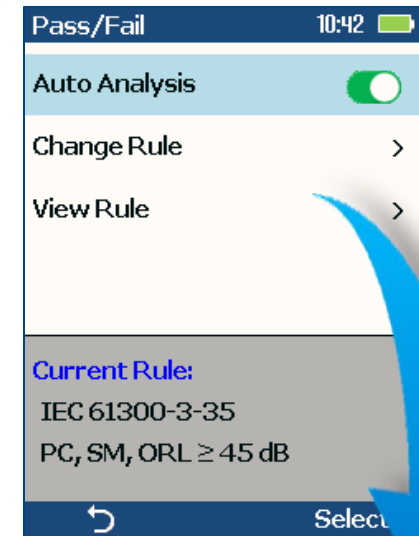 Pass/Fail 10:42
Auto Analysis
Change Rule >
View Rule >
Current Rule:
IEC 61300-3-35
PC, SM, ORL ≥ 45 dB
Select